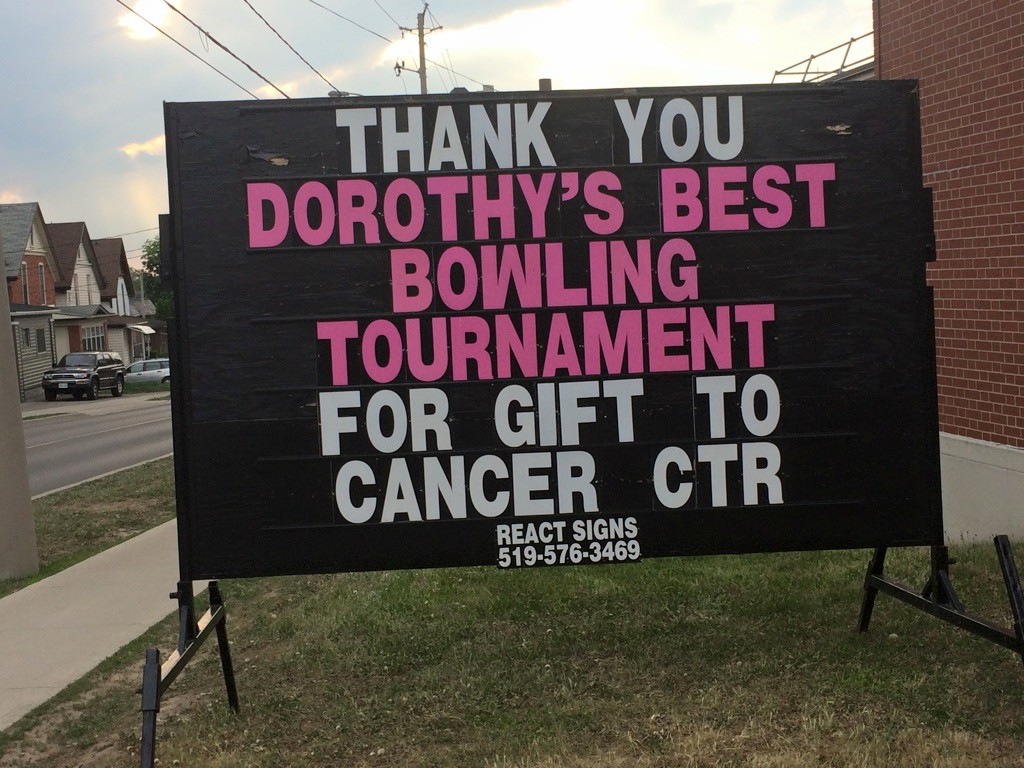 THANK YOU
DOROTHY'S BEST
BOWLING
TOURNAMENT
FOR GIFT TO
CANCER CTR
REACT SIGNS
519-576-3469